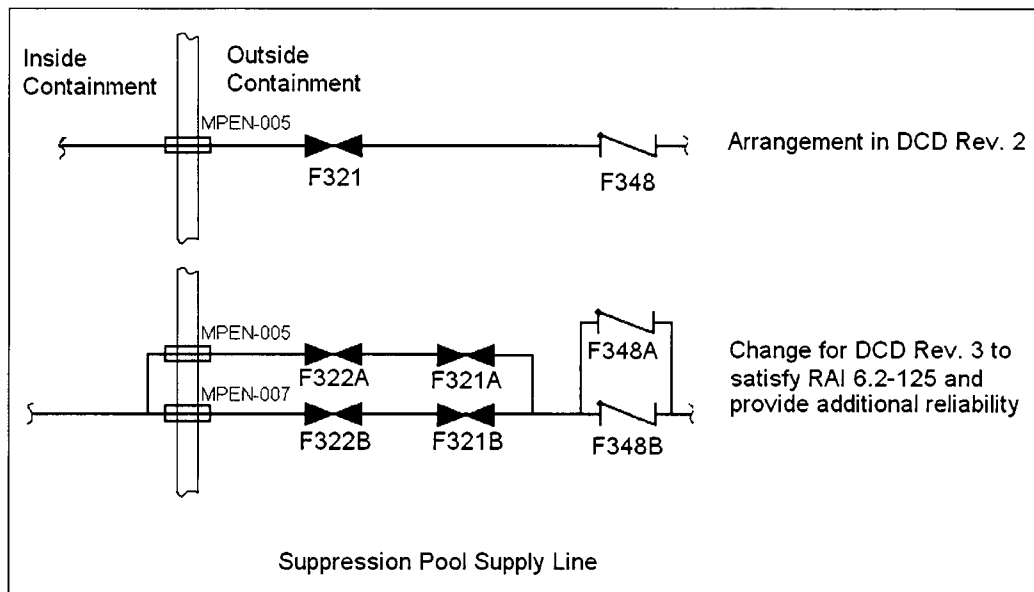 Inside
Containment
Outside
Containment
MPEN-005
F321
F348
Arrangement in DCD Rev. 2
MPEN-005
F322A
F321A
F348A
MPEN-007
F322B
F321B
F348B
Change for DCD Rev. 3 to
satisfy RAI 6.2-125 and
provide additional reliability
Suppression Pool Supply Line